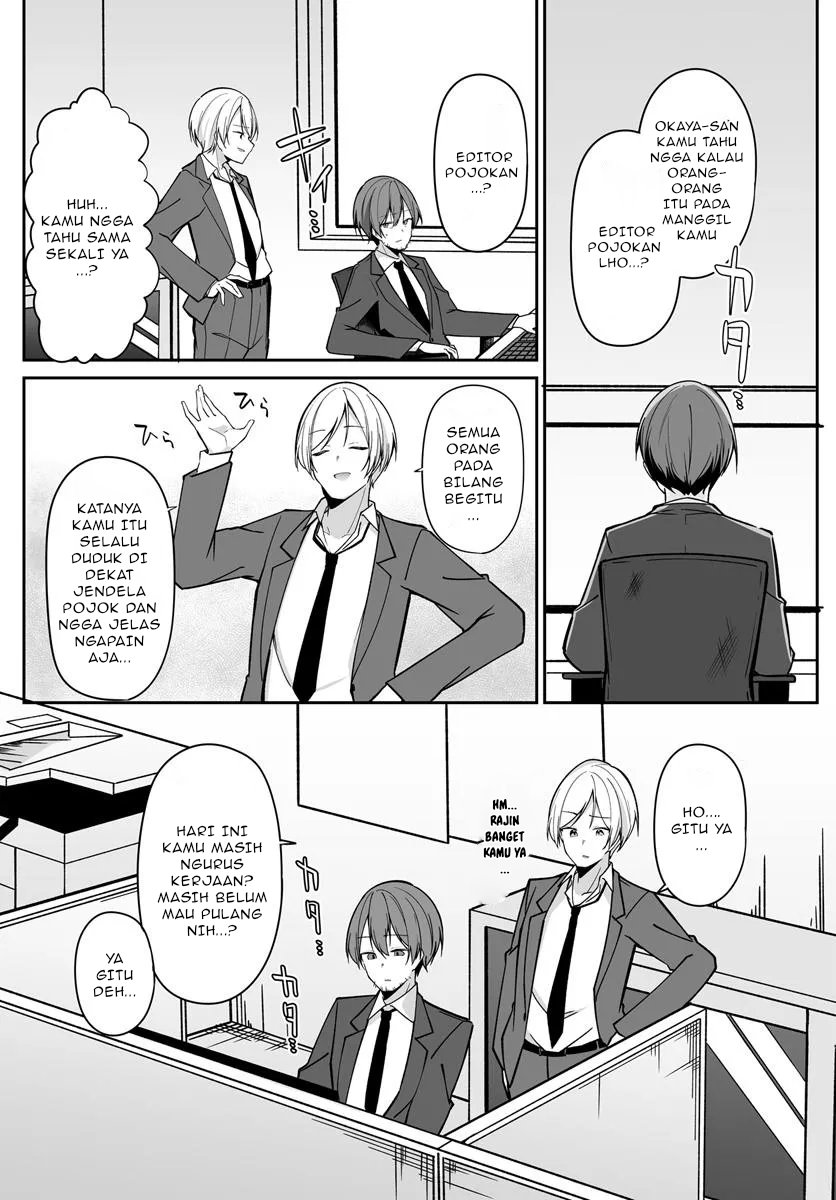 OKAYA-SAN
KAMU TAHU
NGGA KALAU
ORANG-
ORANG
ITU PADA
MANGGIL
KAMU
EDITOR
POJOKAN
LHO...?
カタ...
EDITOR
POJOKAN
...?
ギィ...
HUH...
KAMU NGGA
TAHU SAMA
SEKALI YA
...?
SEMUA
ORANG
PADA
BILANG
BEGITU
...
ひら
ひら
KATANYA
KAMU ITU
SELALU
DUDUK DI
DEKAT
JENDELA
POJOK DAN
NGGA JELAS
NGAPAIN
AJA...
HO....
GITU YA
...
HM...
RAJIN
BANGET
KAMU YA
...
HARI INI
KAMU MASIH
NGURUS
KERJAAN?
MASIH BELUM
MAU PULANG
NIH...?
カタ...
カタ...
YA
GITU
DEH...